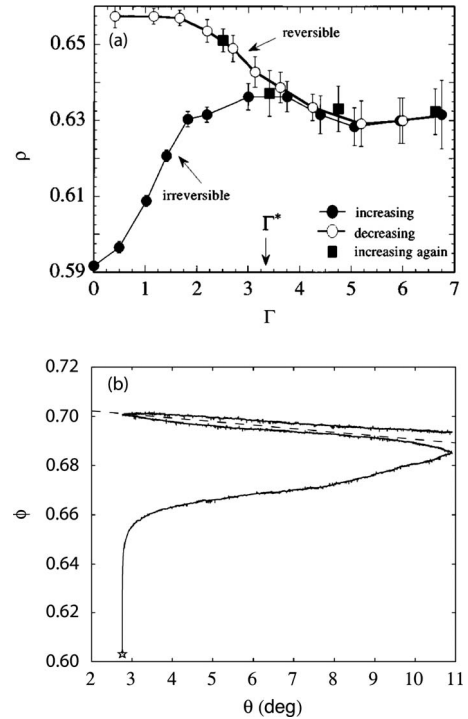 (a)
reversible
irreversible
Γ*
increasing
decreasing
increasing again
ρ
0.65
0.63
0.61
0.59
0 1 2 3 4 5 6 7
Γ
(b)
0.72
0.70
0.68
0.66
0.64
0.62
0.60
ϕ
2 3 4 5 6 7 8 9 10 11
θ (deg)